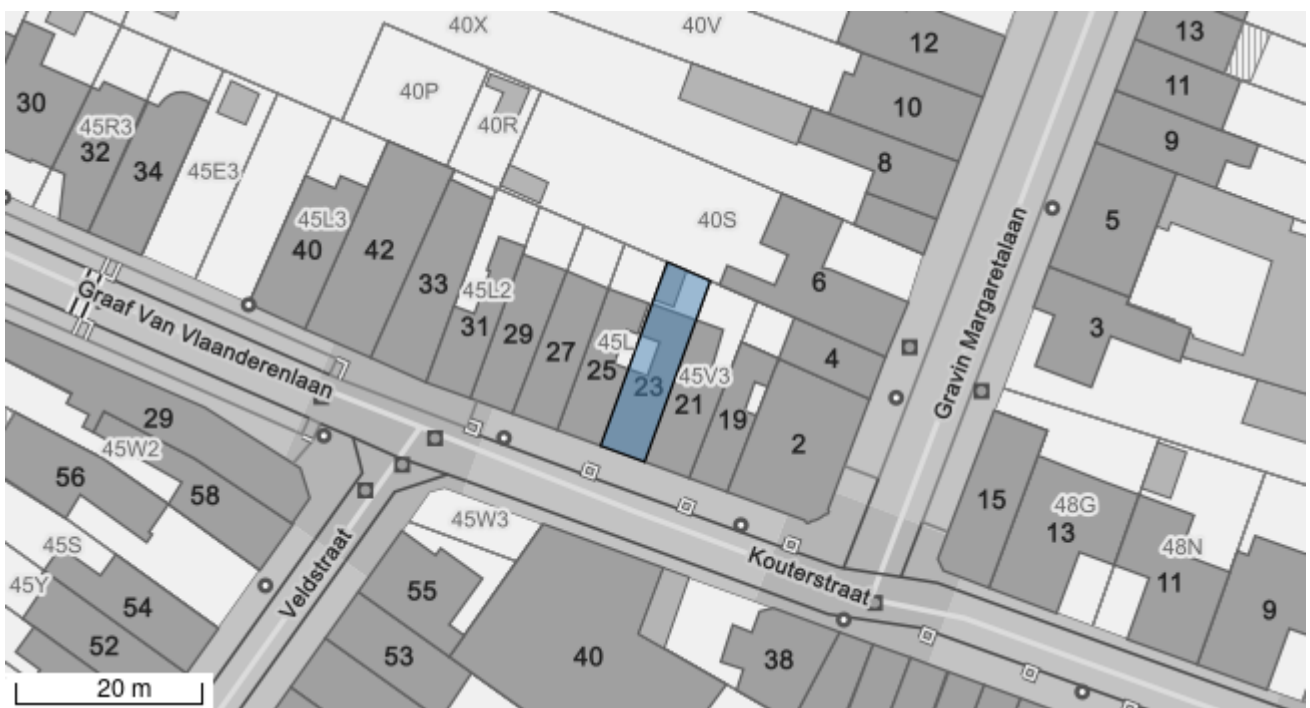 40X
40V
12
13
30
40P
10
11
45R3
40R
32
8
9
34
45E3
40S
5
45L3
40
42
6
33
45L2
3
Graaf Van Vlaanderenlaan
31
29
27
45L
25
23
45V3
21
19
4
Gravin Margaretalaan
2
29
45W2
56
58
15
48G
13
45W3
48N
45S
Veldstraat
Kouterstraat
45Y
54
55
11
9
52
53
40
38
20 m